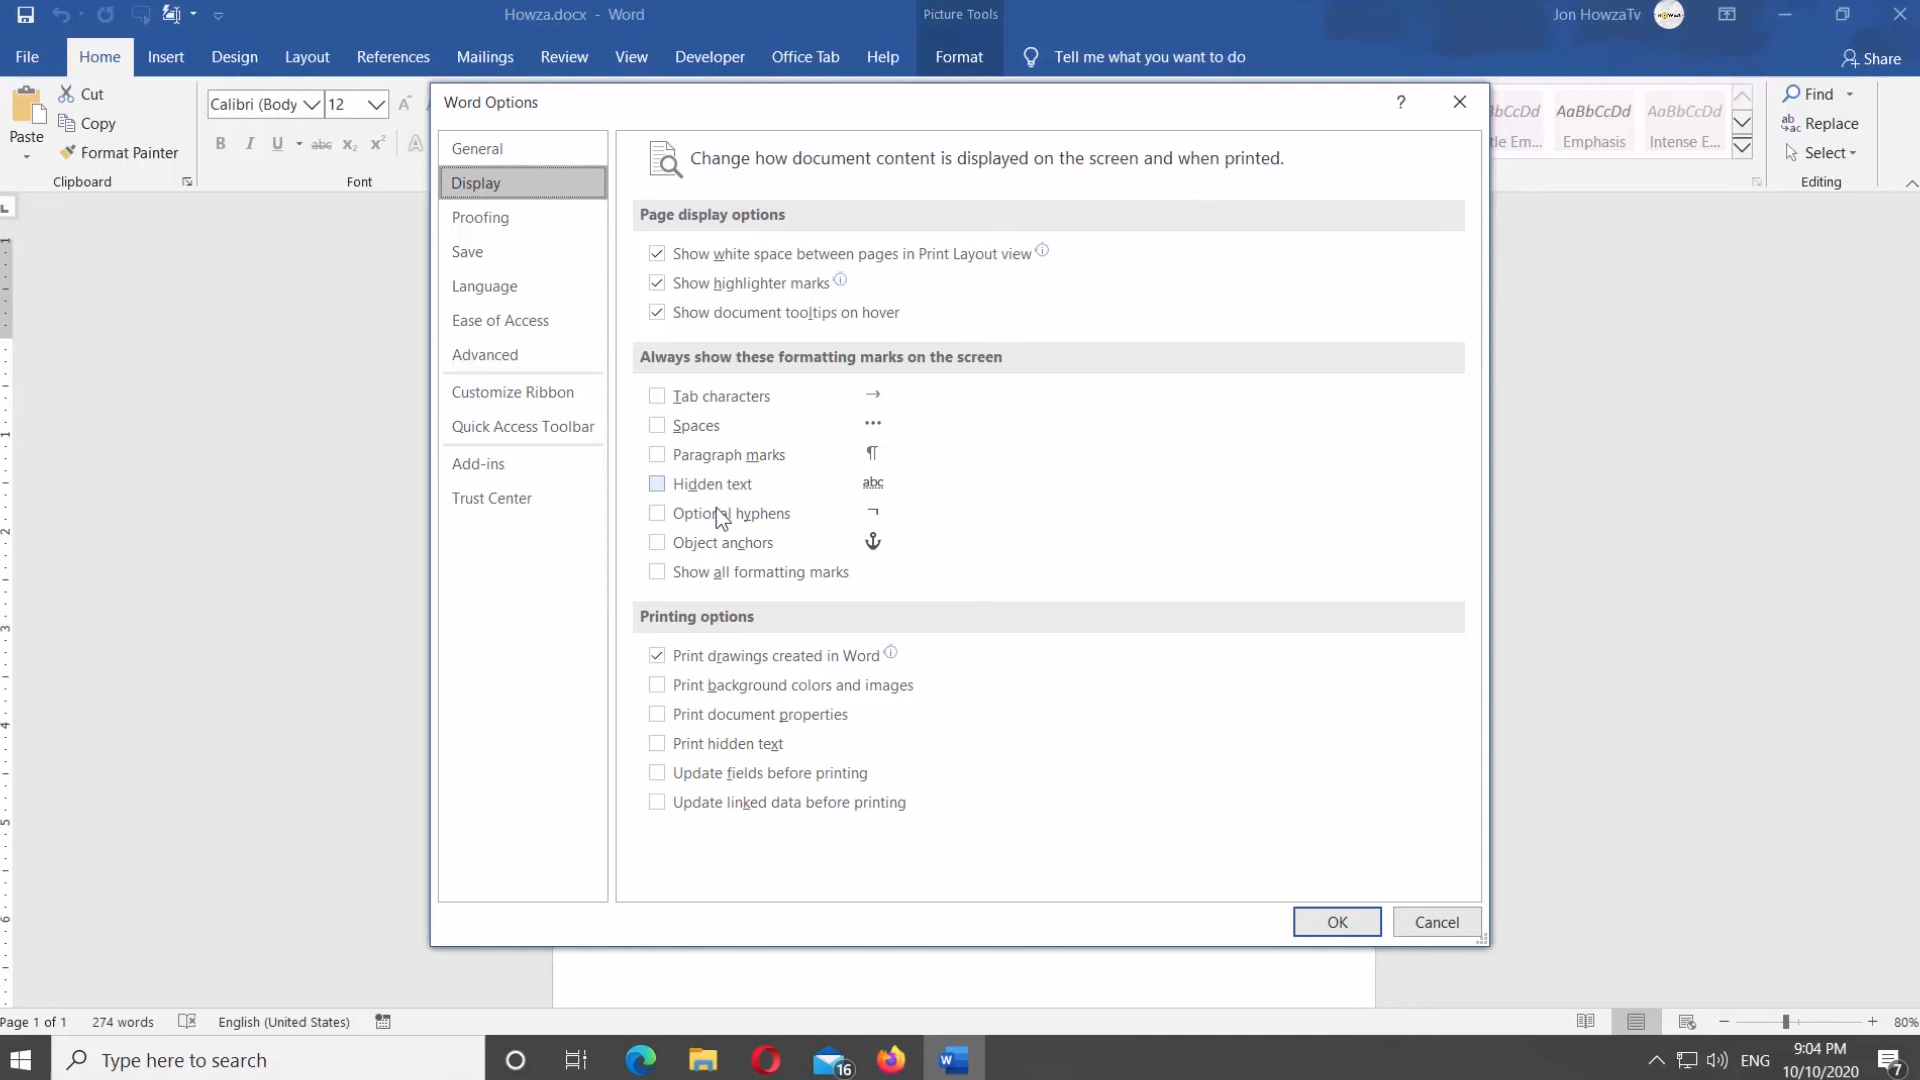 Howza.docx - Word
Picture Tools
Jon HowzaTv
File
Home
Insert
Design
Layout
References
Mailings
Review
View
Developer
Office Tab
Help
Format
Tell me what you want to do
Share
Paste
Cut
Copy
Format Painter
Clipboard
Calibri (Body
12
B I U abc x₂ x² A
Font
AaBbCcDd AaBbCcDd
Emphasis
Intense E...
Find
Replace
Select
Editing
Word Options
?
General
Display
Proofing
Save
Language
Ease of Access
Advanced
Customize Ribbon
Quick Access Toolbar
Add-ins
Trust Center
Change how document content is displayed on the screen and when printed.
Page display options
Show white space between pages in Print Layout view
Show highlighter marks
Show document tooltips on hover
Always show these formatting marks on the screen
Tab characters →
Spaces •••
Paragraph marks ¶
Hidden text abc
Optional hyphens ¬
Object anchors
Show all formatting marks
Printing options
Print drawings created in Word
Print background colors and images
Print document properties
Print hidden text
Update fields before printing
Update linked data before printing
OK
Cancel
Page 1 of 1
274 words
English (United States)
80%
Type here to search
16
ENG
9:04 PM
10/10/2020
7